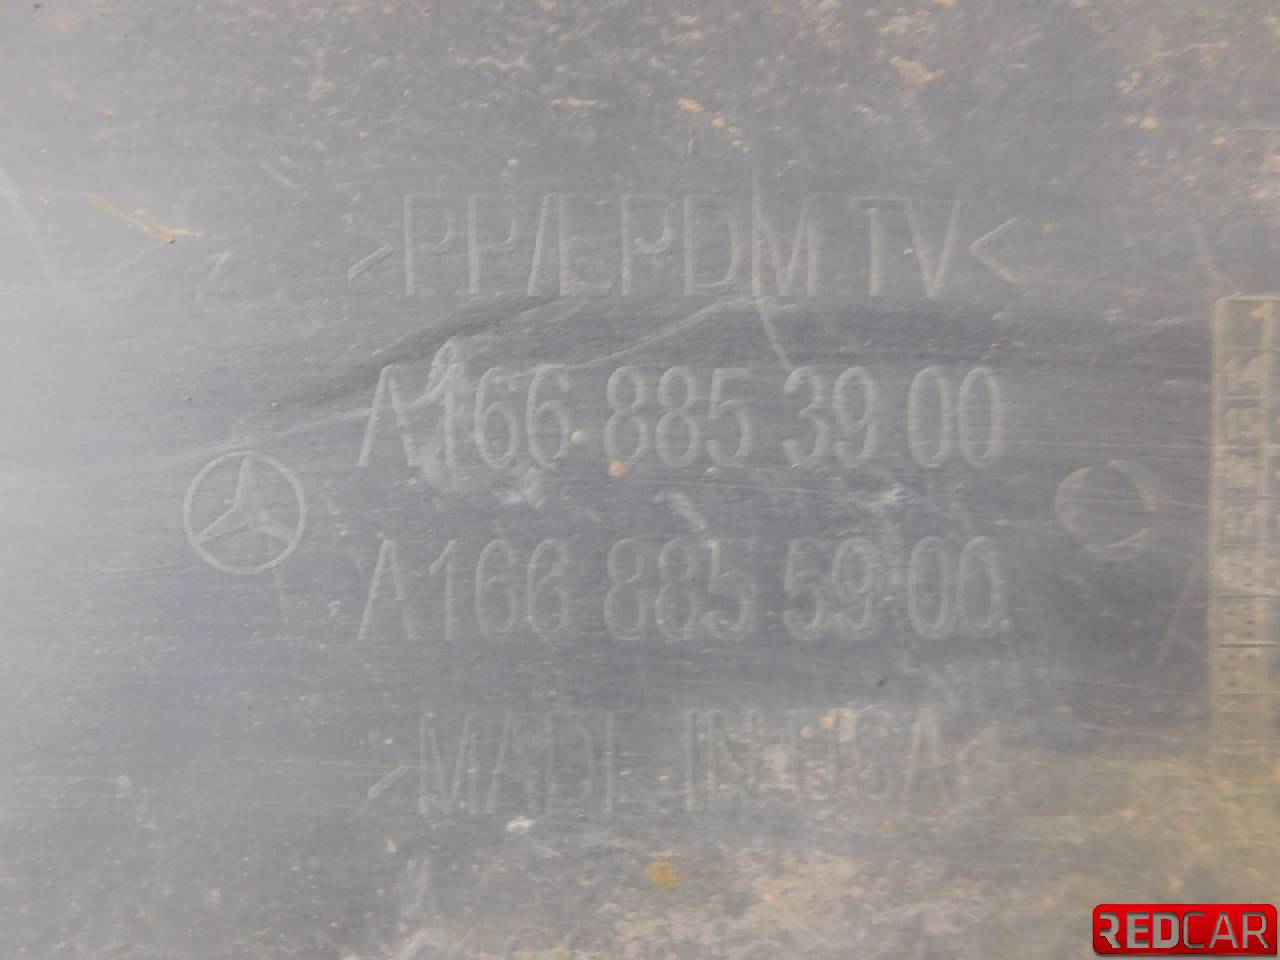 >PP/EPDM TV<
A166 885 39 00
A166 885 59 00
>MADE IN USA<
REDCAR